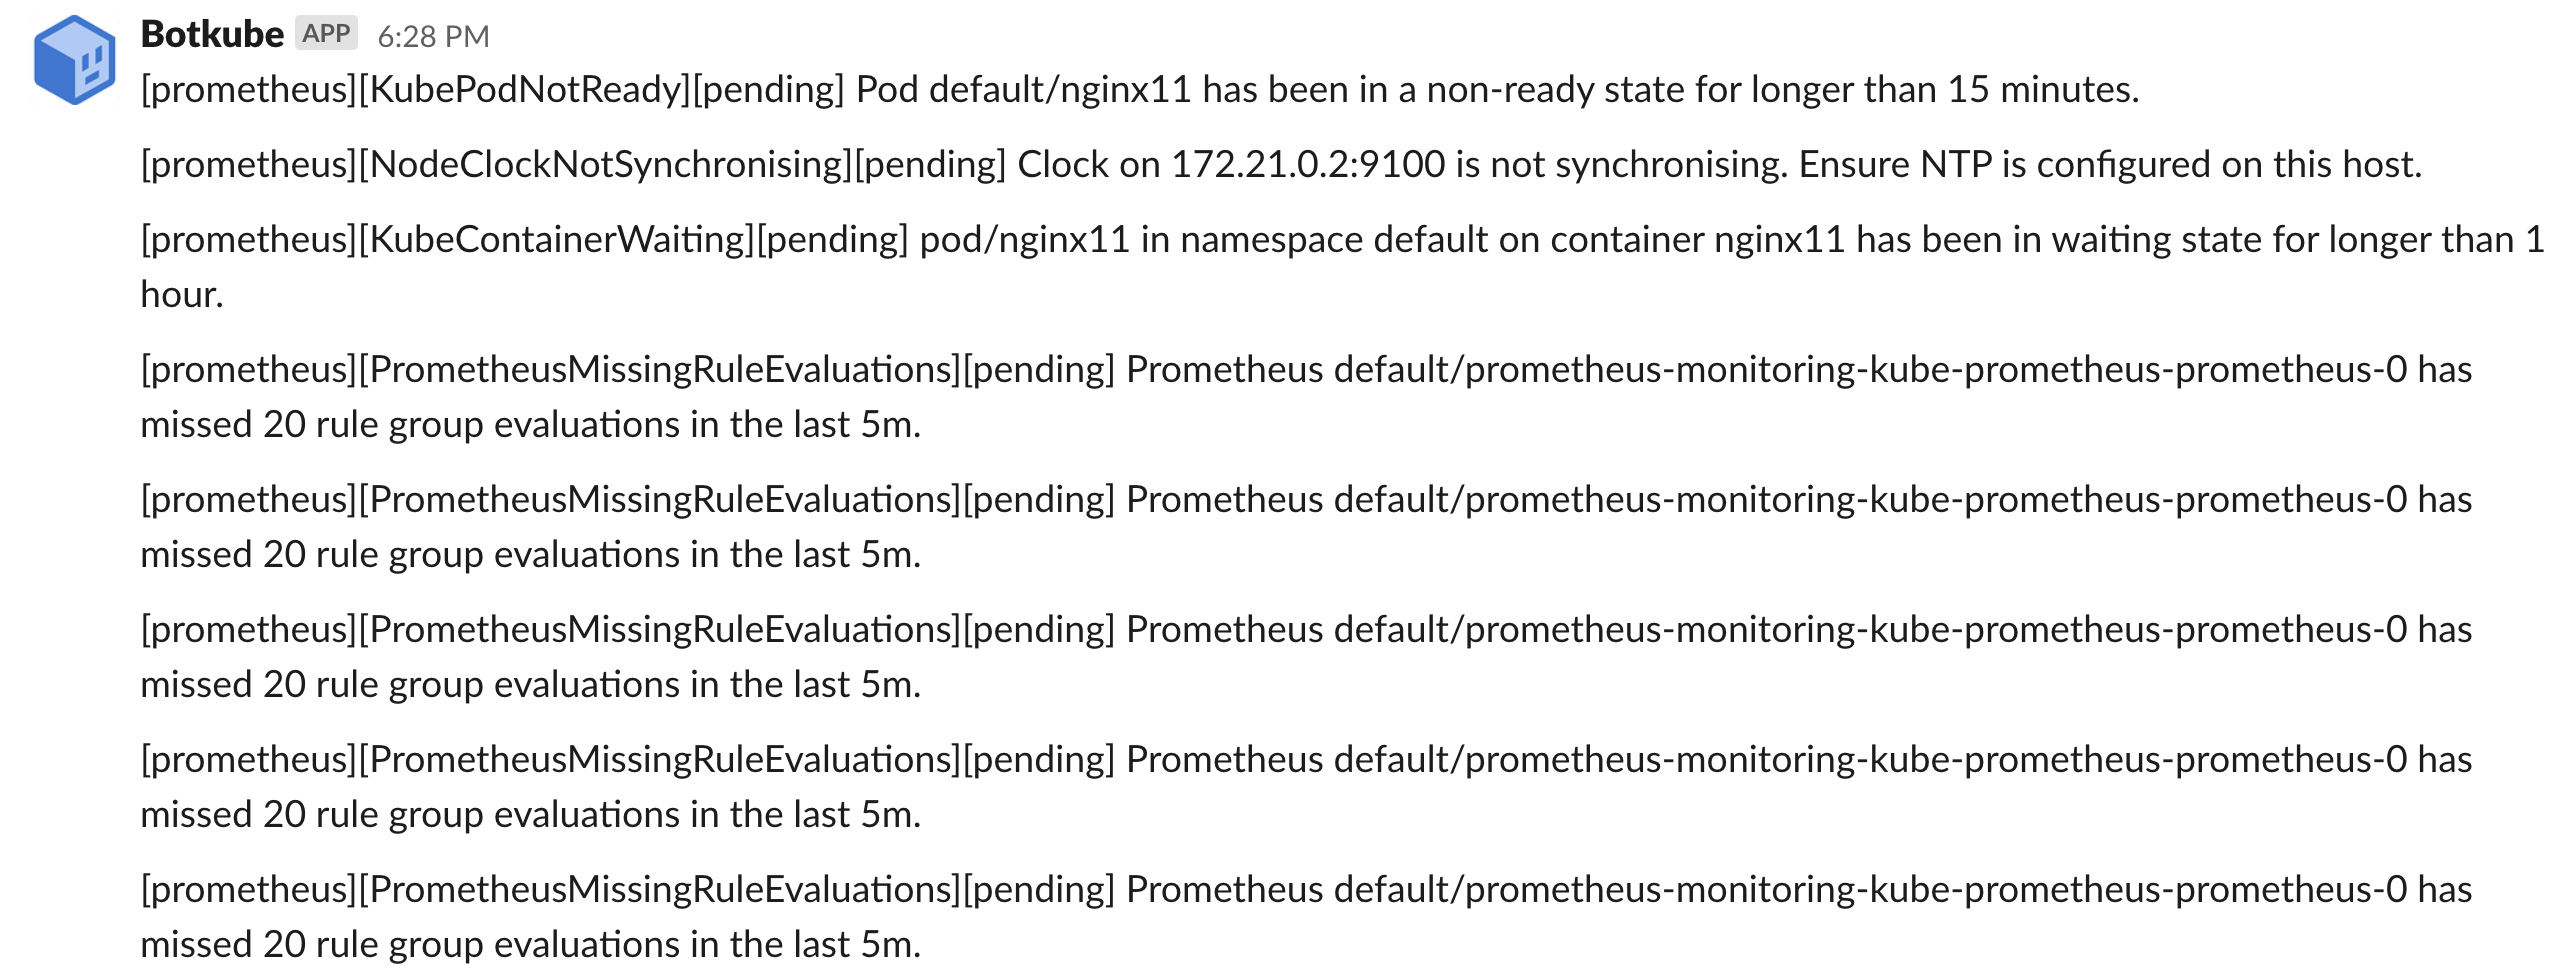 Botkube APP 6:28 PM
[prometheus][KubePodNotReady][pending] Pod default/nginx11 has been in a non-ready state for longer than 15 minutes.
[prometheus][NodeClockNotSynchronising][pending] Clock on 172.21.0.2:9100 is not synchronising. Ensure NTP is configured on this host.
[prometheus][KubeContainerWaiting][pending] pod/nginx11 in namespace default on container nginx11 has been in waiting state for longer than 1
hour.
[prometheus][PrometheusMissingRuleEvaluations][pending] Prometheus default/prometheus-monitoring-kube-prometheus-prometheus-0 has
missed 20 rule group evaluations in the last 5m.
[prometheus][PrometheusMissingRuleEvaluations][pending] Prometheus default/prometheus-monitoring-kube-prometheus-prometheus-0 has
missed 20 rule group evaluations in the last 5m.
[prometheus][PrometheusMissingRuleEvaluations][pending] Prometheus default/prometheus-monitoring-kube-prometheus-prometheus-0 has
missed 20 rule group evaluations in the last 5m.
[prometheus][PrometheusMissingRuleEvaluations][pending] Prometheus default/prometheus-monitoring-kube-prometheus-prometheus-0 has
missed 20 rule group evaluations in the last 5m.
[prometheus][PrometheusMissingRuleEvaluations][pending] Prometheus default/prometheus-monitoring-kube-prometheus-prometheus-0 has
missed 20 rule group evaluations in the last 5m.